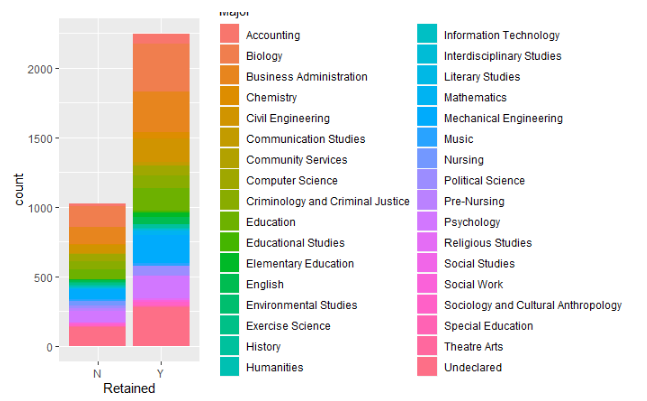 Major
Accounting
Biology
Business Administration
Chemistry
Civil Engineering
Communication Studies
Community Services
Computer Science
Criminology and Criminal Justice
Education
Educational Studies
Elementary Education
English
Environmental Studies
Exercise Science
History
Humanities
Information Technology
Interdisciplinary Studies
Literary Studies
Mathematics
Mechanical Engineering
Music
Nursing
Political Science
Pre-Nursing
Psychology
Religious Studies
Social Studies
Social Work
Sociology and Cultural Anthropology
Special Education
Theatre Arts
Undeclared
count
2000
1500
1000
500
0
N Y
Retained